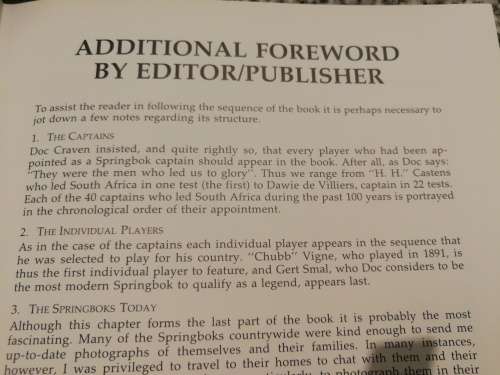 ADDITIONAL FOREWORD
BY EDITOR/PUBLISHER
To assist the reader in following the sequence of the book it is perhaps necessary to
jot down a few notes regarding its structure.
1. THE CAPTAINS
Doc Craven insisted, and quite rightly so, that every player who had been ap-
pointed as a Springbok captain should appear in the book. After all, as Doc says:
"They were the men who led us to glory". Thus we range from "H. H." Castens
who led South Africa in one test (the first) to Dawie de Villiers, captain in 22 tests.
Each of the 40 captains who led South Africa during the past 100 years is portrayed
in the chronological order of their appointment.
2. THE INDIVIDUAL PLAYERS
As in the case of the captains each individual player appears in the sequence that
he was selected to play for his country. "Chubb" Vigne, who played in 1891, is
thus the first individual player to feature, and Gert Smal, who Doc considers to be
the most modern Springbok to qualify as a legend, appears last.
3. THE SPRINGBOKS TODAY
Although this chapter forms the last part of the book it is probably the most
fascinating. Many of the Springboks countrywide were kind enough to send me
up-to-date photographs of themselves and their families. In many instances,
however, I was privileged to travel to their homes to chat with them and their
to photograph them in their